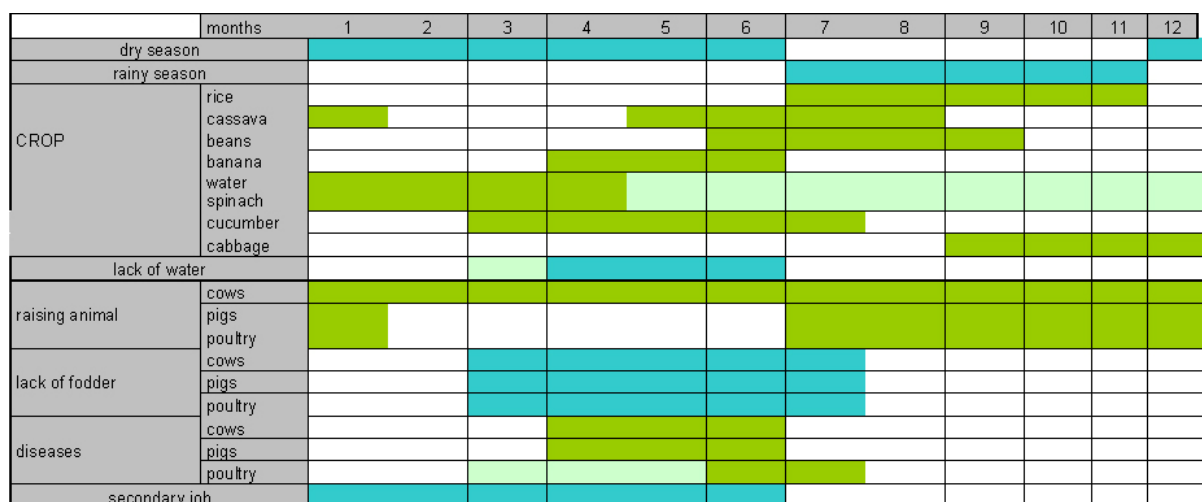 months 1 2 3 4 5 6 7 8 9 10 11 12
dry season
rainy season
CROP
rice
cassava
beans
banana
water
spinach
cucumber
cabbage
lack of water
raising animal
cows
pigs
poultry
lack of fodder
cows
pigs
poultry
diseases
cows
pigs
poultry
secondary job